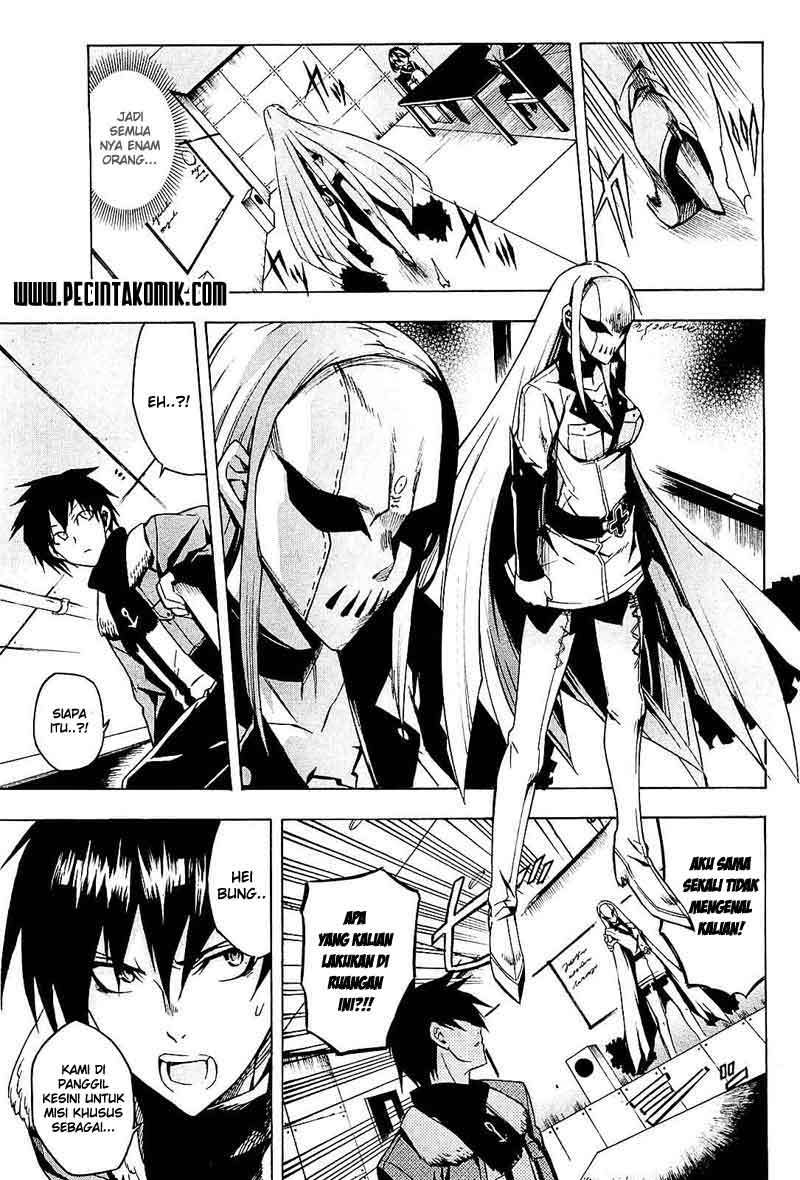 JADI
SEMUA
NYA ENAM
ORANG...
WWW.PECINTAKOMIK.COM
EH..?!
SIAPA
ITU..?!
AKU SAMA
SEKALI TIDAK
MENGENAL
KALIAN!
APA
YANG KALIAN
LAKUKAN DI
RUANGAN
INI?!!
HEI
BUNG..
KAMI DI
PANGGIL
KESINI UNTUK
MISI KHUSUS
SEBAGAI...